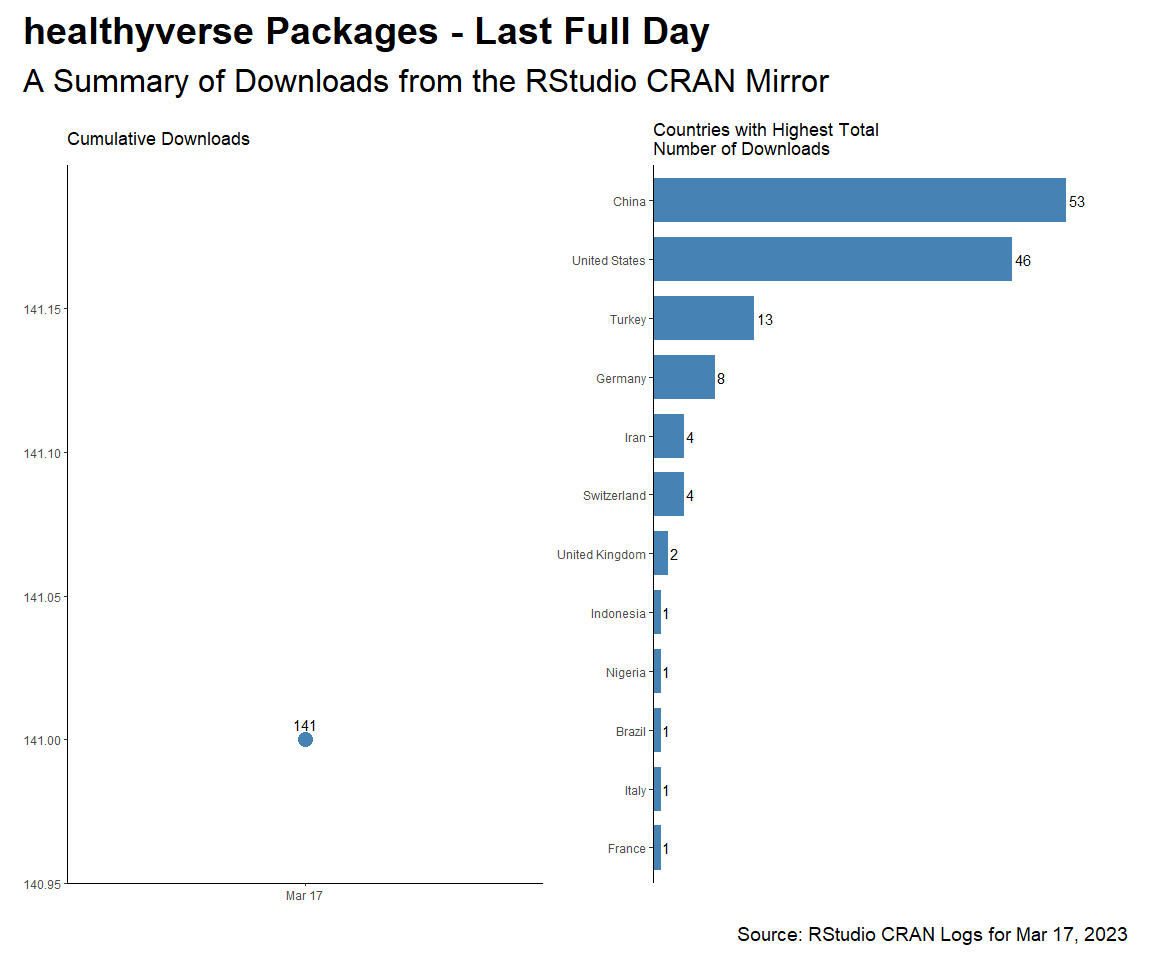 healthyverse Packages - Last Full Day
A Summary of Downloads from the RStudio CRAN Mirror
Cumulative Downloads
141.15
141.10
141.05
141.00
140.95
141
Mar 17
Countries with Highest Total
Number of Downloads
China 53
United States 46
Turkey 13
Germany 8
Iran 4
Switzerland 4
United Kingdom 2
Indonesia 1
Nigeria 1
Brazil 1
Italy 1
France 1
Source: RStudio CRAN Logs for Mar 17, 2023